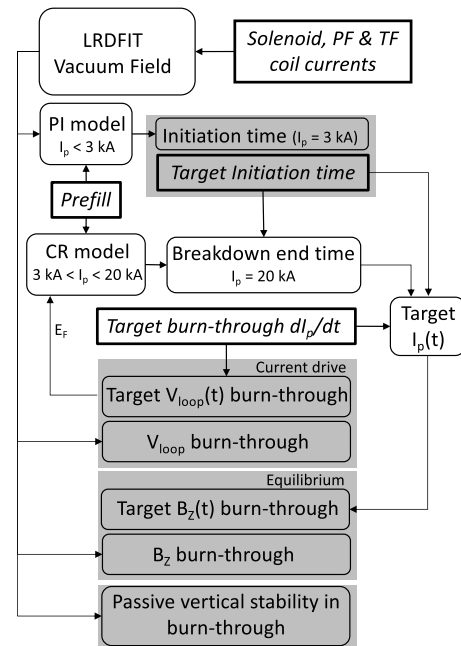 LRDFIT
Vacuum Field
Solenoid, PF & TF
coil currents
PI model
I_p < 3 kA
Initiation time (I_p = 3 kA)
Target Initiation time
Prefill
CR model
3 kA < I_p < 20 kA
Breakdown end time
I_p = 20 kA
Target burn-through dI_p/dt
Target
I_p(t)
E_F
Current drive
Target V_loop(t) burn-through
V_loop burn-through
Equilibrium
Target B_Z(t) burn-through
B_Z burn-through
Passive vertical stability in
burn-through